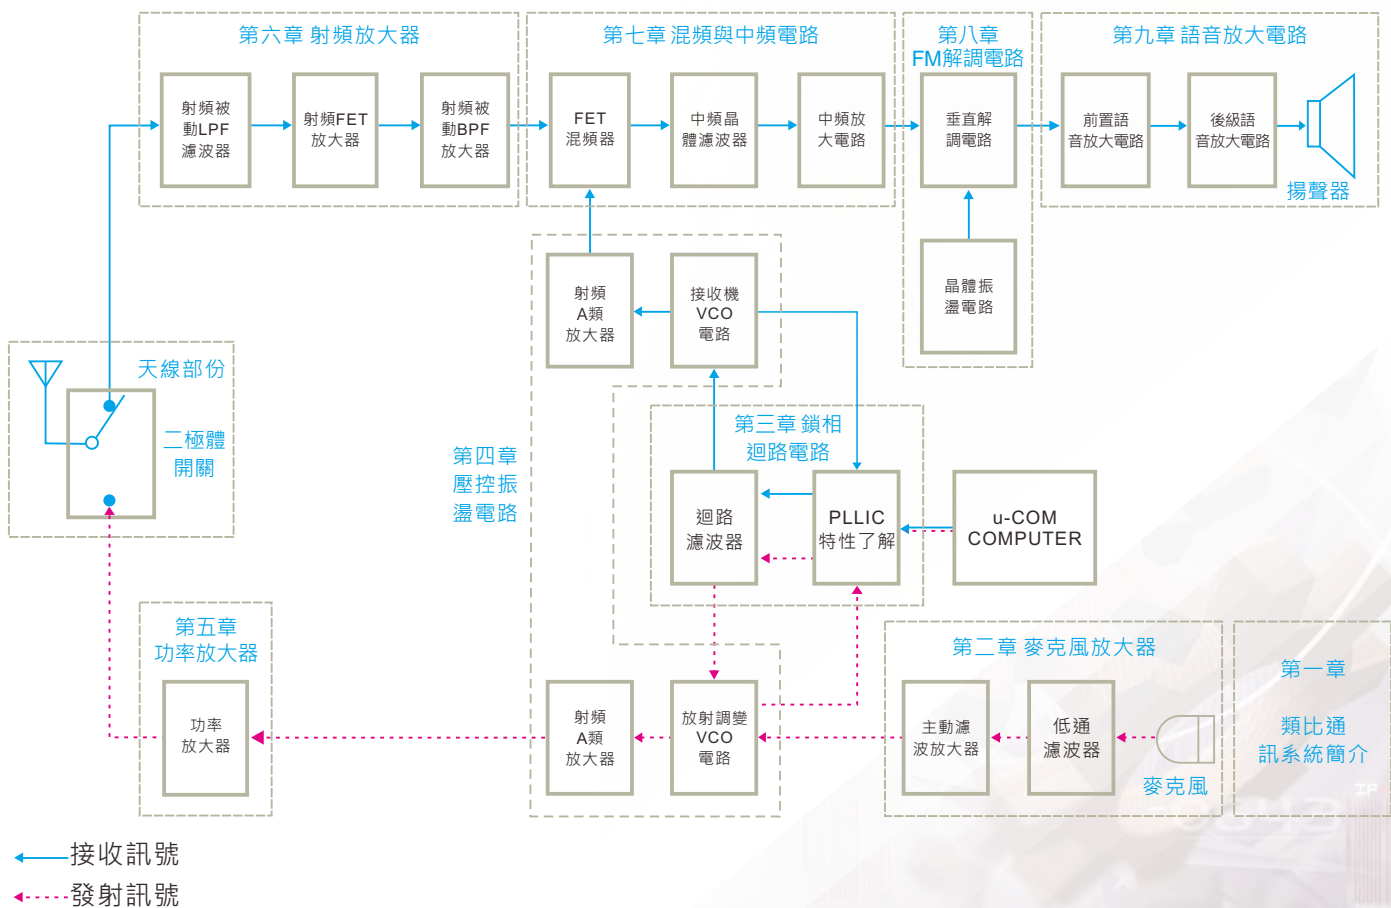 第六章 射頻放大器
第七章 混頻與中頻電路
第八章
FM解調電路
第九章 語音放大電路
射頻被
動LPF
濾波器
射頻FET
放大器
射頻被
動BPF
放大器
FET
混頻器
中頻晶
體濾波器
中頻放
大電路
垂直解
調電路
前置語
音放大電路
後級語
音放大電路
揚聲器
射頻
A類
放大器
接收機
VCO
電路
晶體振
盪電路
天線部份
二極體
開關
第四章
壓控振
盪電路
第三章 鎖相
迴路電路
迴路
濾波器
PLLIC
特性了解
u-COM
COMPUTER
第五章
功率放大器
功率
放大器
射頻
A類
放大器
放射調變
VCO
電路
第二章 麥克風放大器
主動濾
波放大器
低通
濾波器
麥克風
第一章
類比通
訊系統簡介
接收訊號
發射訊號